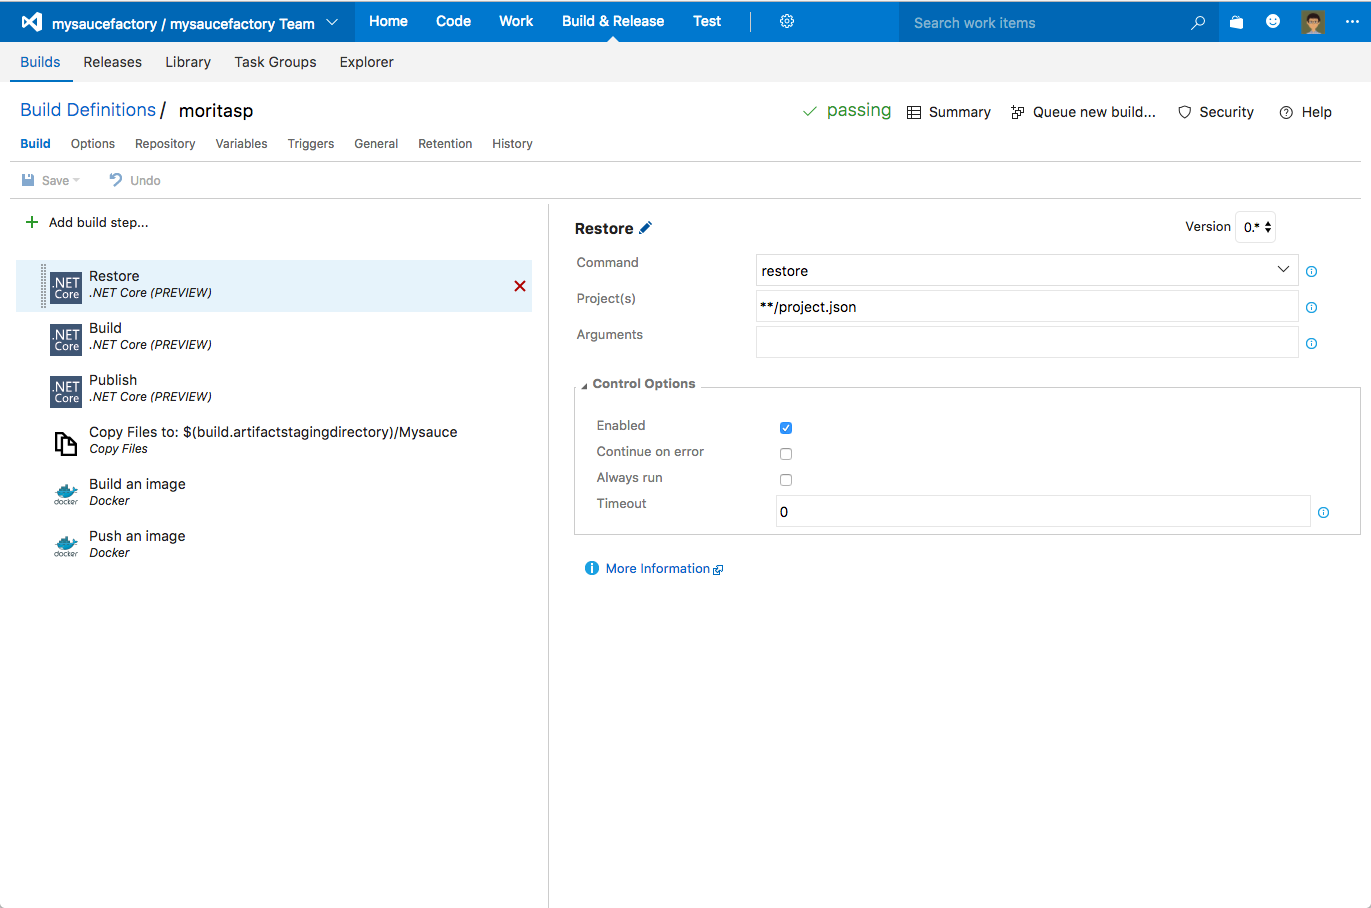 mysaucefactory / mysaucefactory Team
Home Code Work Build & Release Test
Search work items
Builds Releases Library Task Groups Explorer
Build Definitions / moritasp
passing Summary Queue new build... Security Help
Build Options Repository Variables Triggers General Retention History
Save Undo
Add build step...
.NET Core
Restore
.NET Core (PREVIEW)
.NET Core
Build
.NET Core (PREVIEW)
.NET Core
Publish
.NET Core (PREVIEW)
Copy Files to: $(build.artifactstagingdirectory)/Mysauce
Copy Files
docker
Build an image
Docker
docker
Push an image
Docker
Restore
Version 0.*
Command restore
Project(s) **/project.json
Arguments
Control Options
Enabled
Continue on error
Always run
Timeout 0
More Information